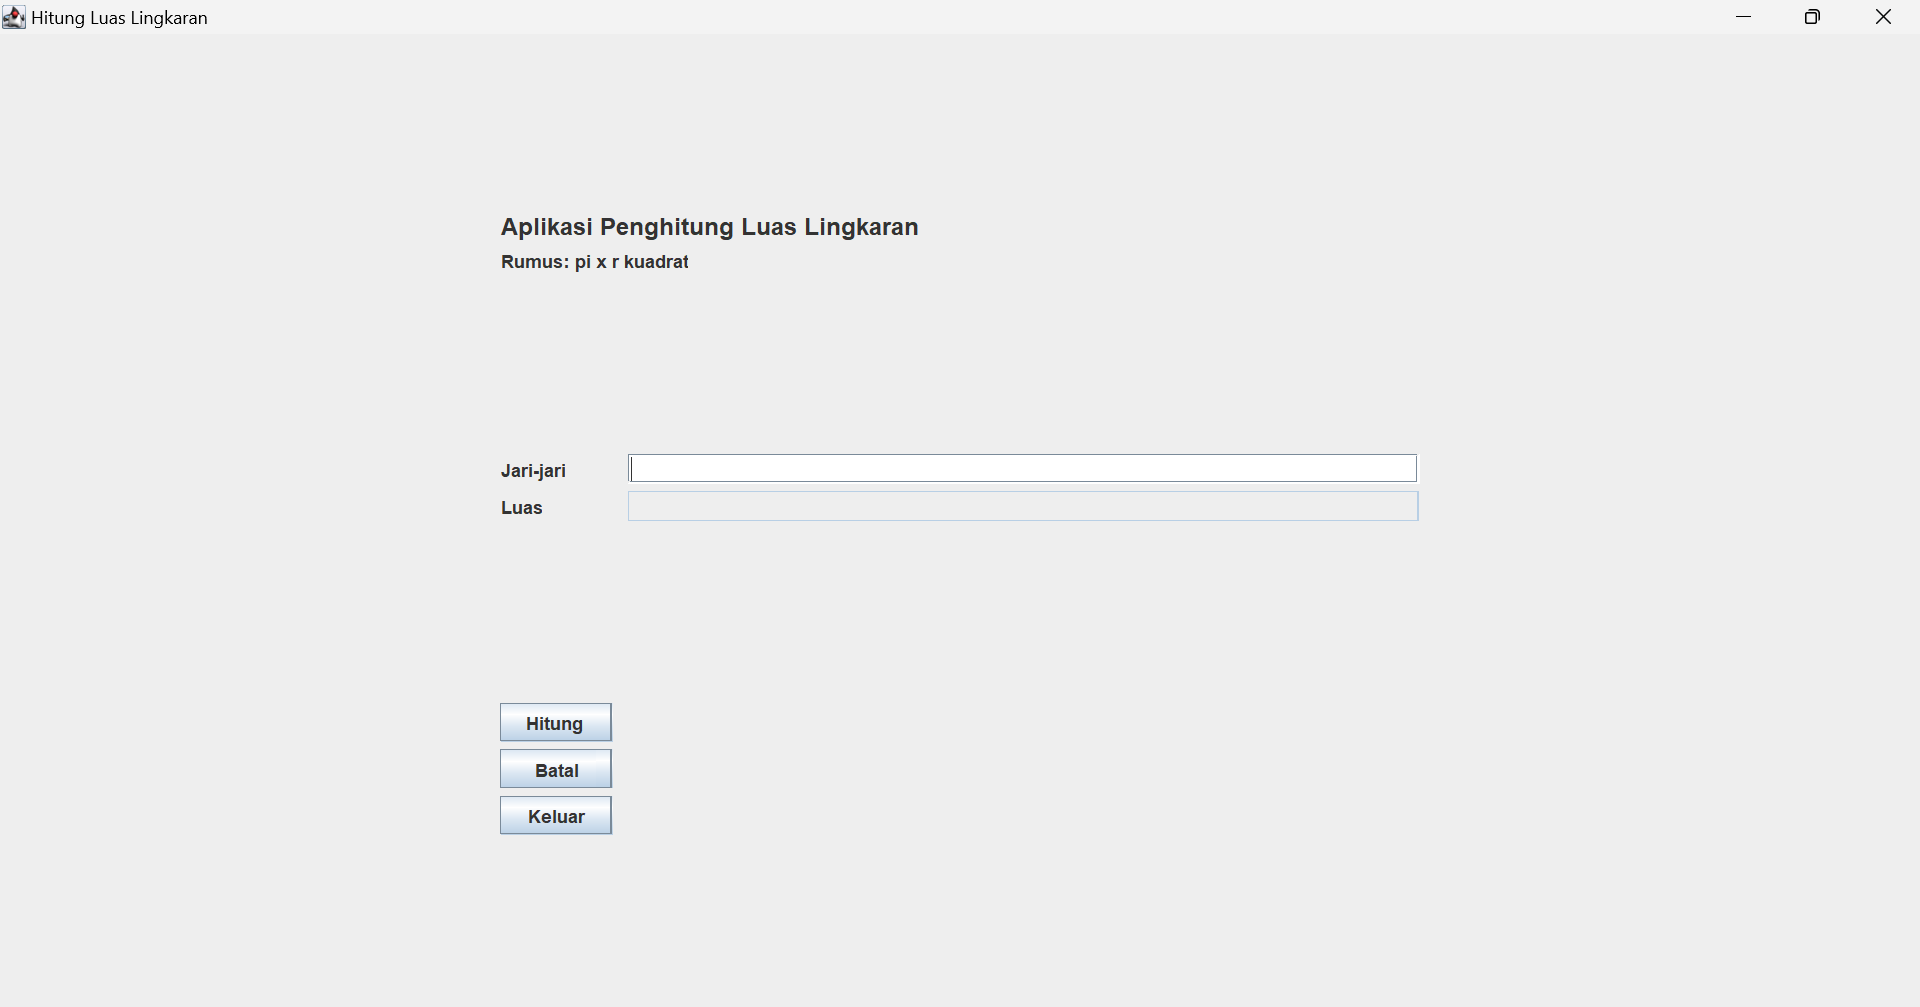 Hitung Luas Lingkaran
Aplikasi Penghitung Luas Lingkaran
Rumus: pi x r kuadrat
Jari-jari
Luas
Hitung
Batal
Keluar